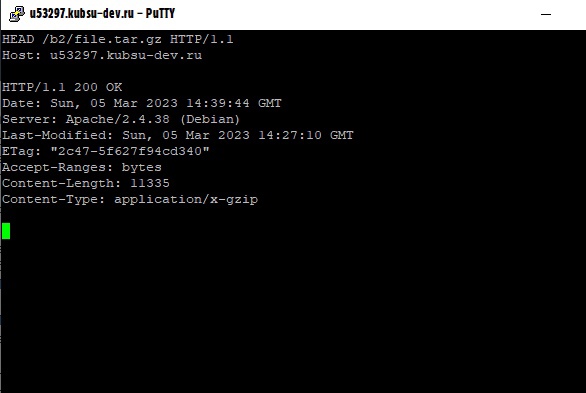 u53297.kubsu-dev.ru - PuTTY
HEAD /b2/file.tar.gz HTTP/1.1
Host: u53297.kubsu-dev.ru
HTTP/1.1 200 OK
Date: Sun, 05 Mar 2023 14:39:44 GMT
Server: Apache/2.4.38 (Debian)
Last-Modified: Sun, 05 Mar 2023 14:27:10 GMT
ETag: "2c47-5f627f94cd340"
Accept-Ranges: bytes
Content-Length: 11335
Content-Type: application/x-gzip